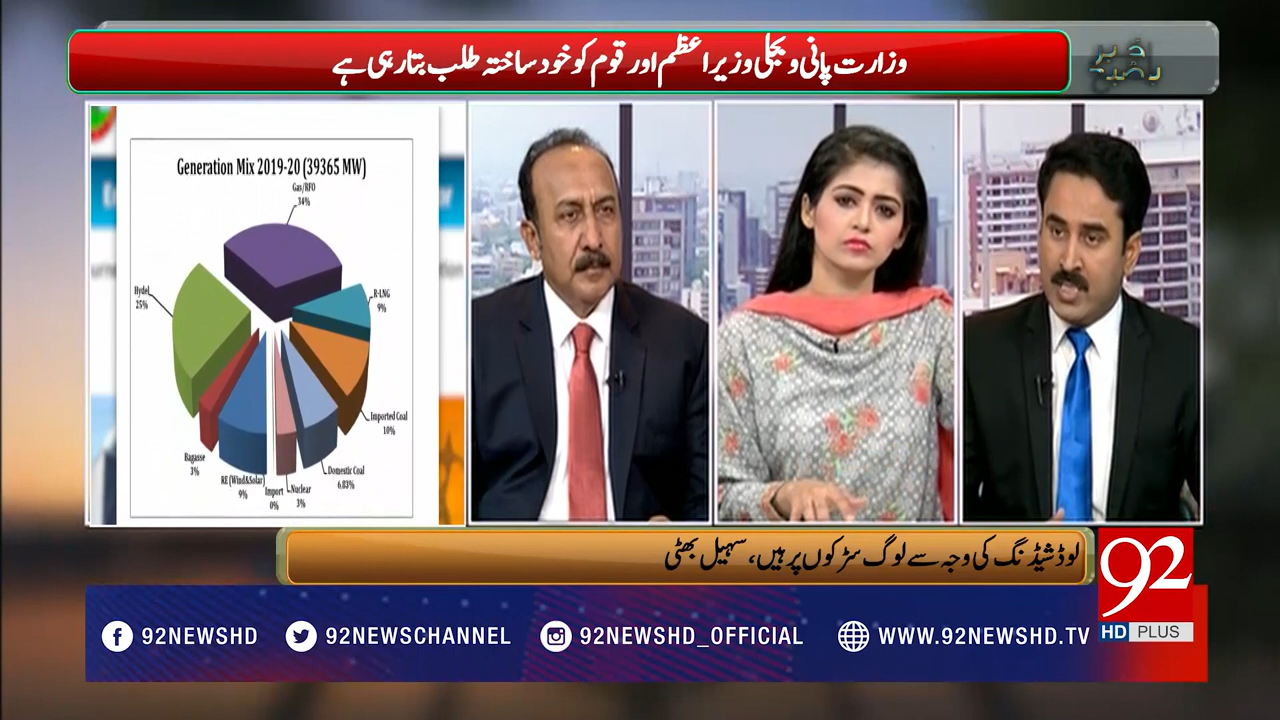 وزارت پانی و بجلی وزیر اعظم اور قوم کو خود ساختہ طلب بتا رہی ہے
Generation Mix 2019-20 (39365 MW)
Gas/RFO
34%
R-LNG
9%
Hydel
25%
Imported Coal
10%
Domestic Coal
6.83%
Nuclear
3%
Import
0%
RE (Wind&Solar)
9%
Bagasse
3%
لوڈشیڈنگ کی وجہ سے لوگ سڑکوں پر ہیں، سہیل بھٹی
92
HD PLUS
92NEWSHD
92NEWSCHANNEL
92NEWSHD_OFFICIAL
WWW.92NEWSHD.TV